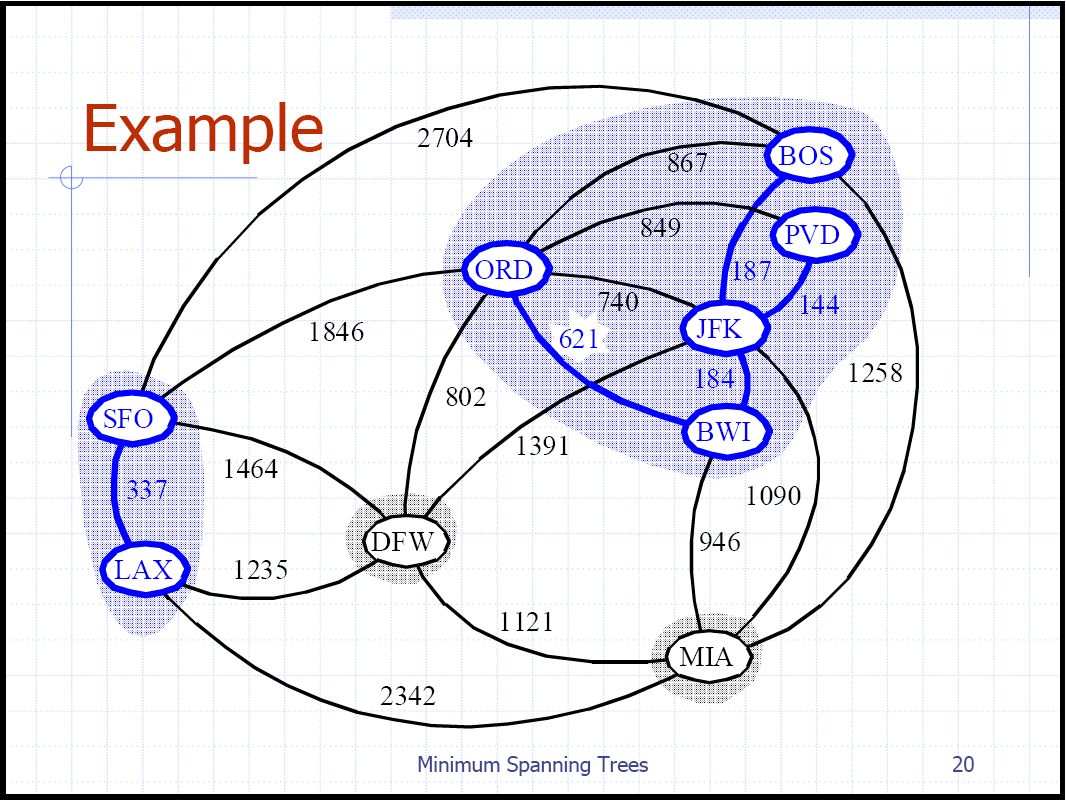 Example
2704
867
BOS
849
PVD
ORD
187
740
144
JFK
621
1846
184
1258
802
SFO
BWI
1391
1464
337
1090
946
DFW
LAX
1235
1121
MIA
2342
Minimum Spanning Trees
20